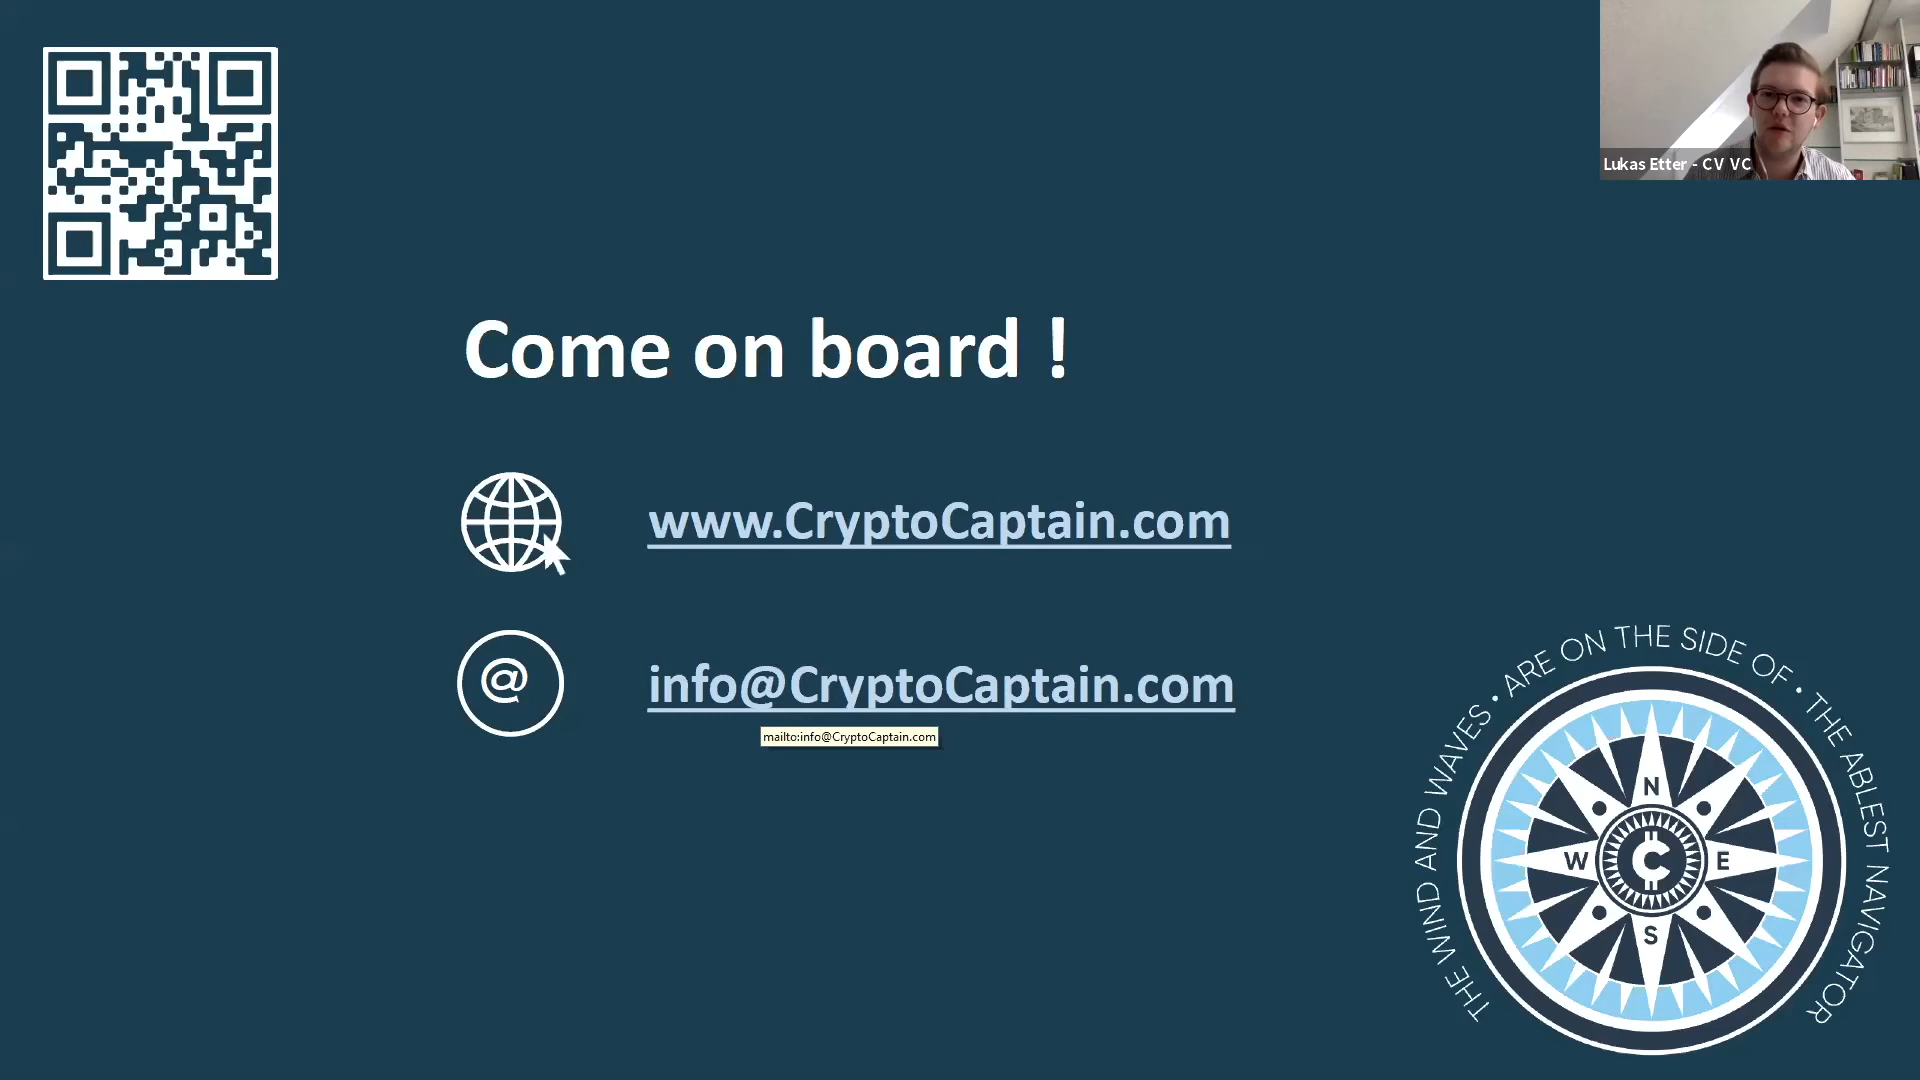 Lukas Etter - CV VC
Come on board !
www.CryptoCaptain.com
@
info@CryptoCaptain.com
mailto:info@CryptoCaptain.com
THE WIND AND WAVES • ARE ON THE SIDE OF • THE ABLEST NAVIGATOR
N
W
E
S